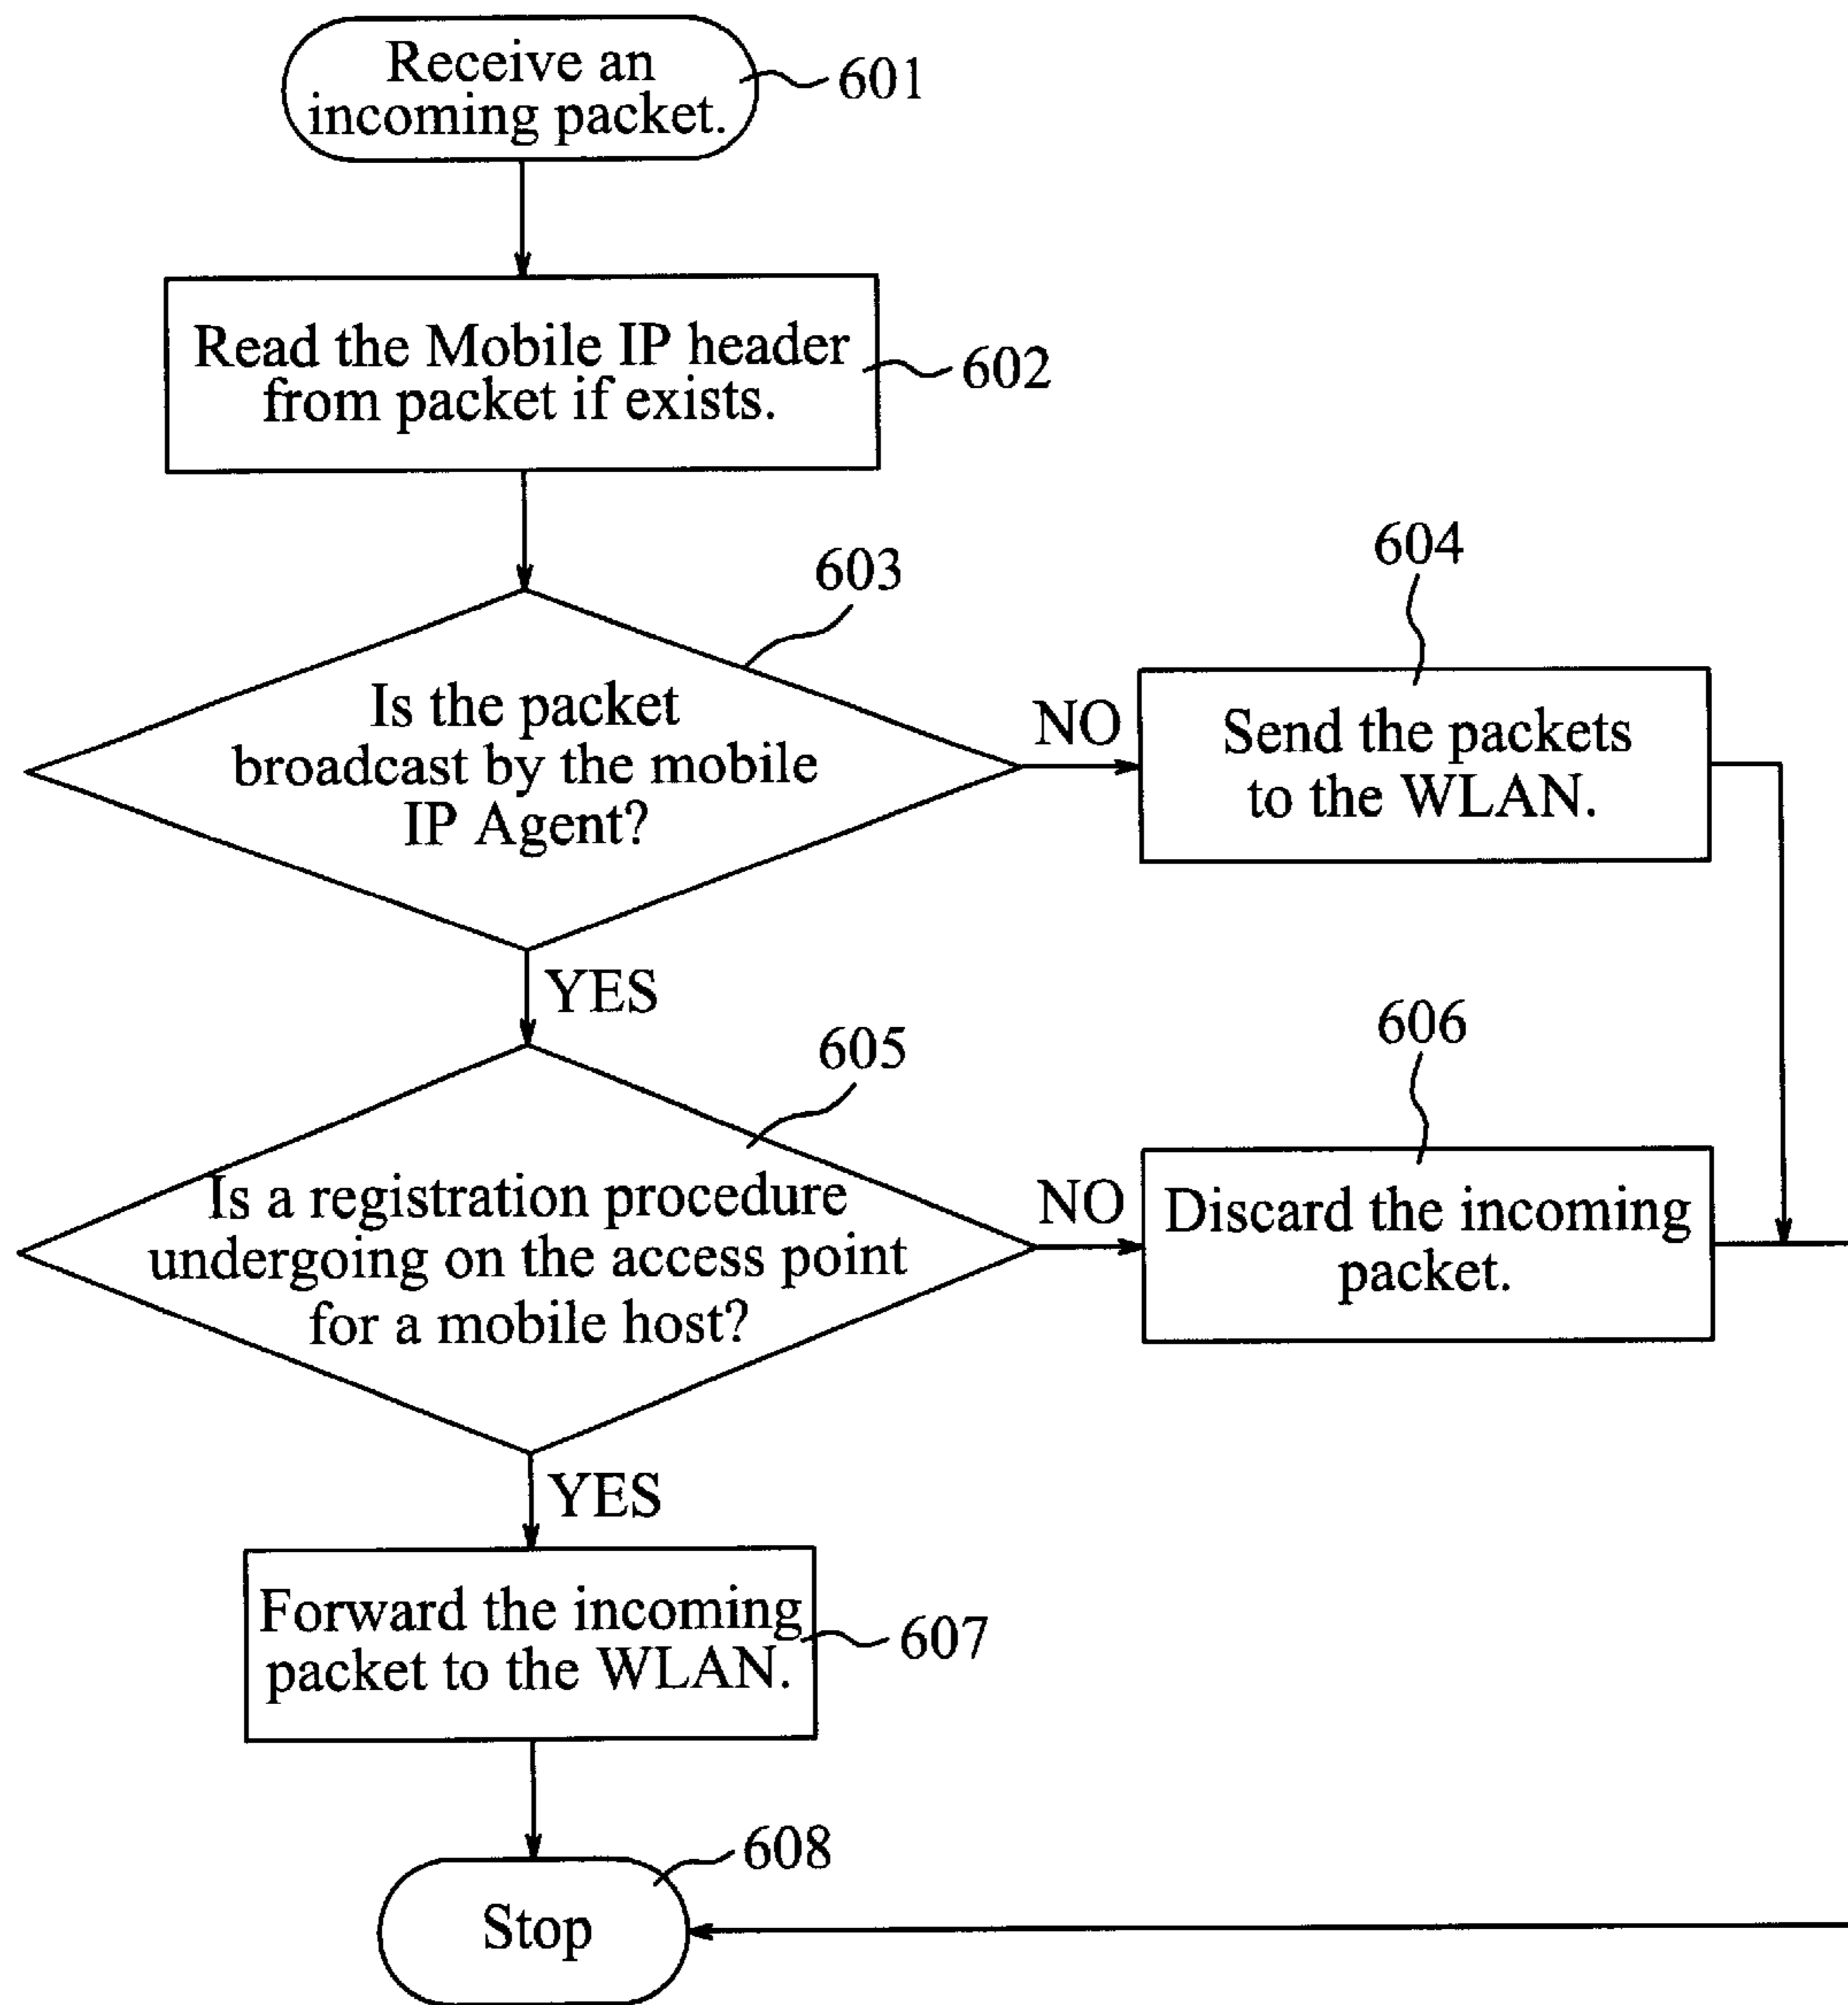 Receive an
incoming packet.
601
Read the Mobile IP header
from packet if exists.
602
603
Is the packet
broadcast by the mobile
IP Agent?
NO
604
Send the packets
to the WLAN.
YES
605
Is a registration procedure
undergoing on the access point
for a mobile host?
NO
606
Discard the incoming
packet.
YES
Forward the incoming
packet to the WLAN.
607
608
Stop